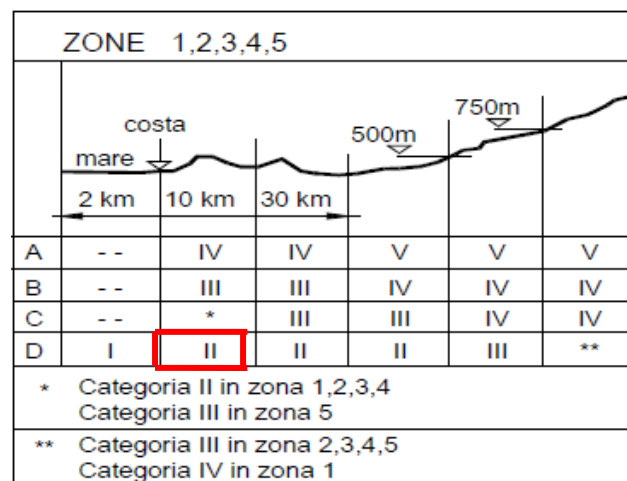 ZONE 1,2,3,4,5
750m
costa
500m
mare
2 km 10 km 30 km
A -- IV IV V V V
B -- III III IV IV IV
C -- * III III IV IV
D I II II II III **
* Categoria II in zona 1,2,3,4
Categoria III in zona 5
** Categoria III in zona 2,3,4,5
Categoria IV in zona 1